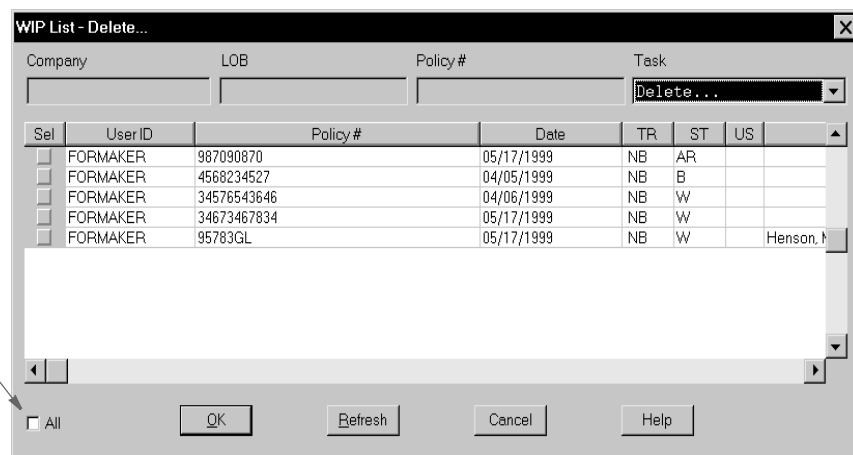 WIP List - Delete...
Company LOB Policy # Task
Delete...
Sel User ID Policy # Date TR ST US
FORMAKER 987090870 05/17/1999 NB AR
FORMAKER 4568234527 04/05/1999 NB B
FORMAKER 34576543646 04/06/1999 NB W
FORMAKER 34673467834 05/17/1999 NB W
FORMAKER 95783GL 05/17/1999 NB W Henson,
All OK Refresh Cancel Help